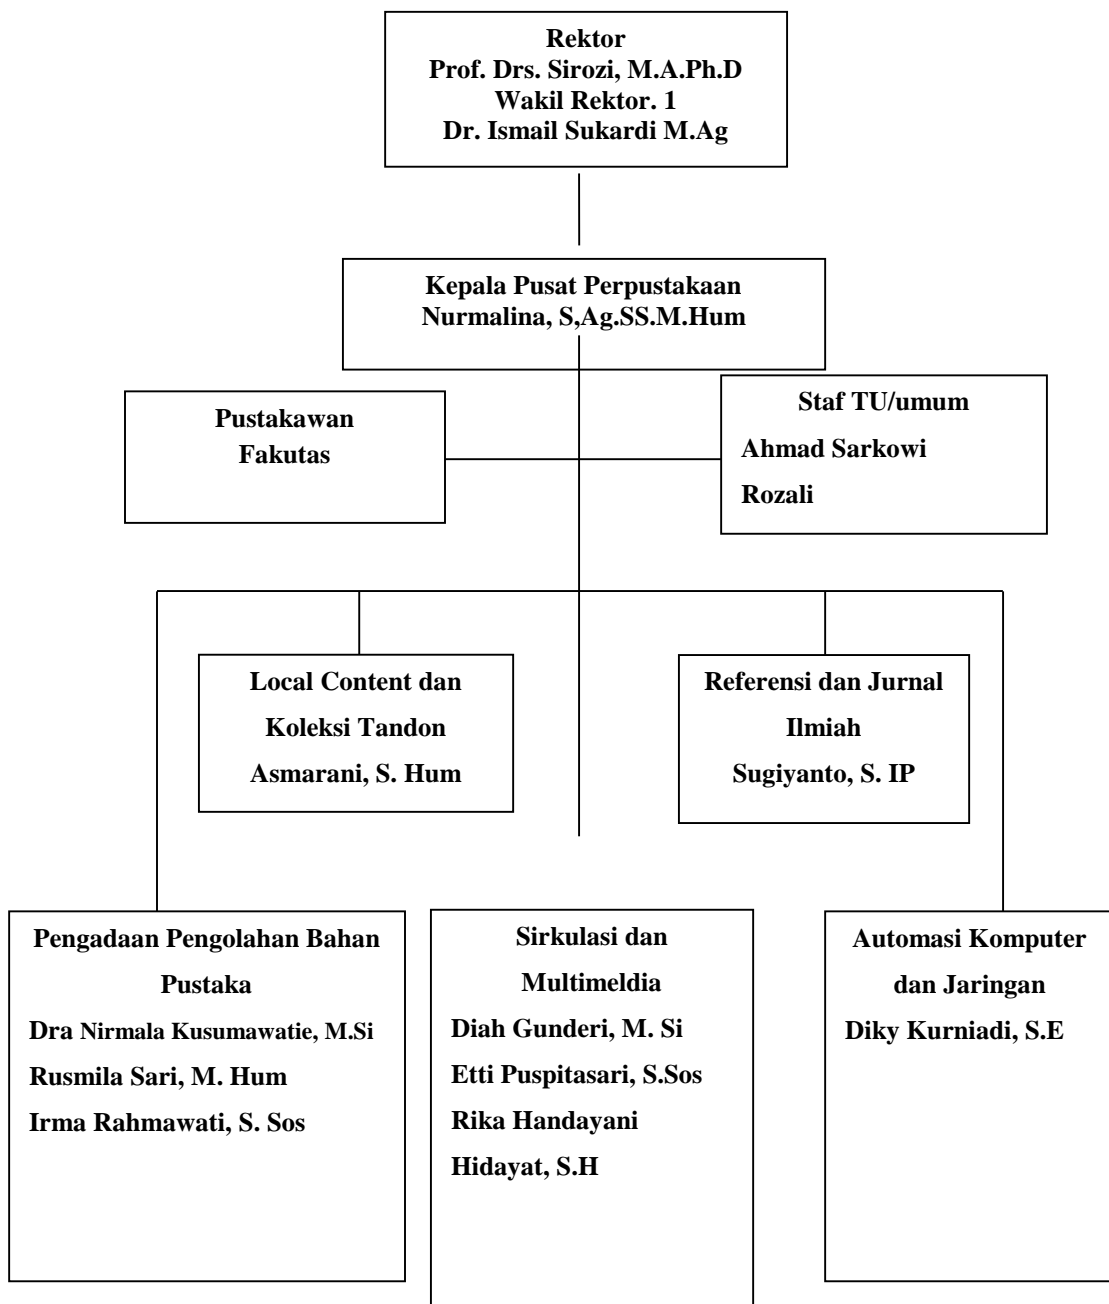 Rektor
Prof. Drs. Sirozi, M.A.Ph.D
Wakil Rektor. 1
Dr. Ismail Sukardi M.Ag
Kepala Pusat Perpustakaan
Nurmalina, S,Ag.SS.M.Hum
Pustakawan
Fakutas
Staf TU/umum
Ahmad Sarkowi
Rozali
Local Content dan
Koleksi Tandon
Asmarani, S. Hum
Referensi dan Jurnal
Ilmiah
Sugiyanto, S. IP
Pengadaan Pengolahan Bahan
Pustaka
Dra Nirmala Kusumawatie, M.Si
Rusmila Sari, M. Hum
Irma Rahmawati, S. Sos
Sirkulasi dan
Multimeldia
Diah Gunderi, M. Si
Etti Puspitasari, S.Sos
Rika Handayani
Hidayat, S.H
Automasi Komputer
dan Jaringan
Diky Kurniadi, S.E